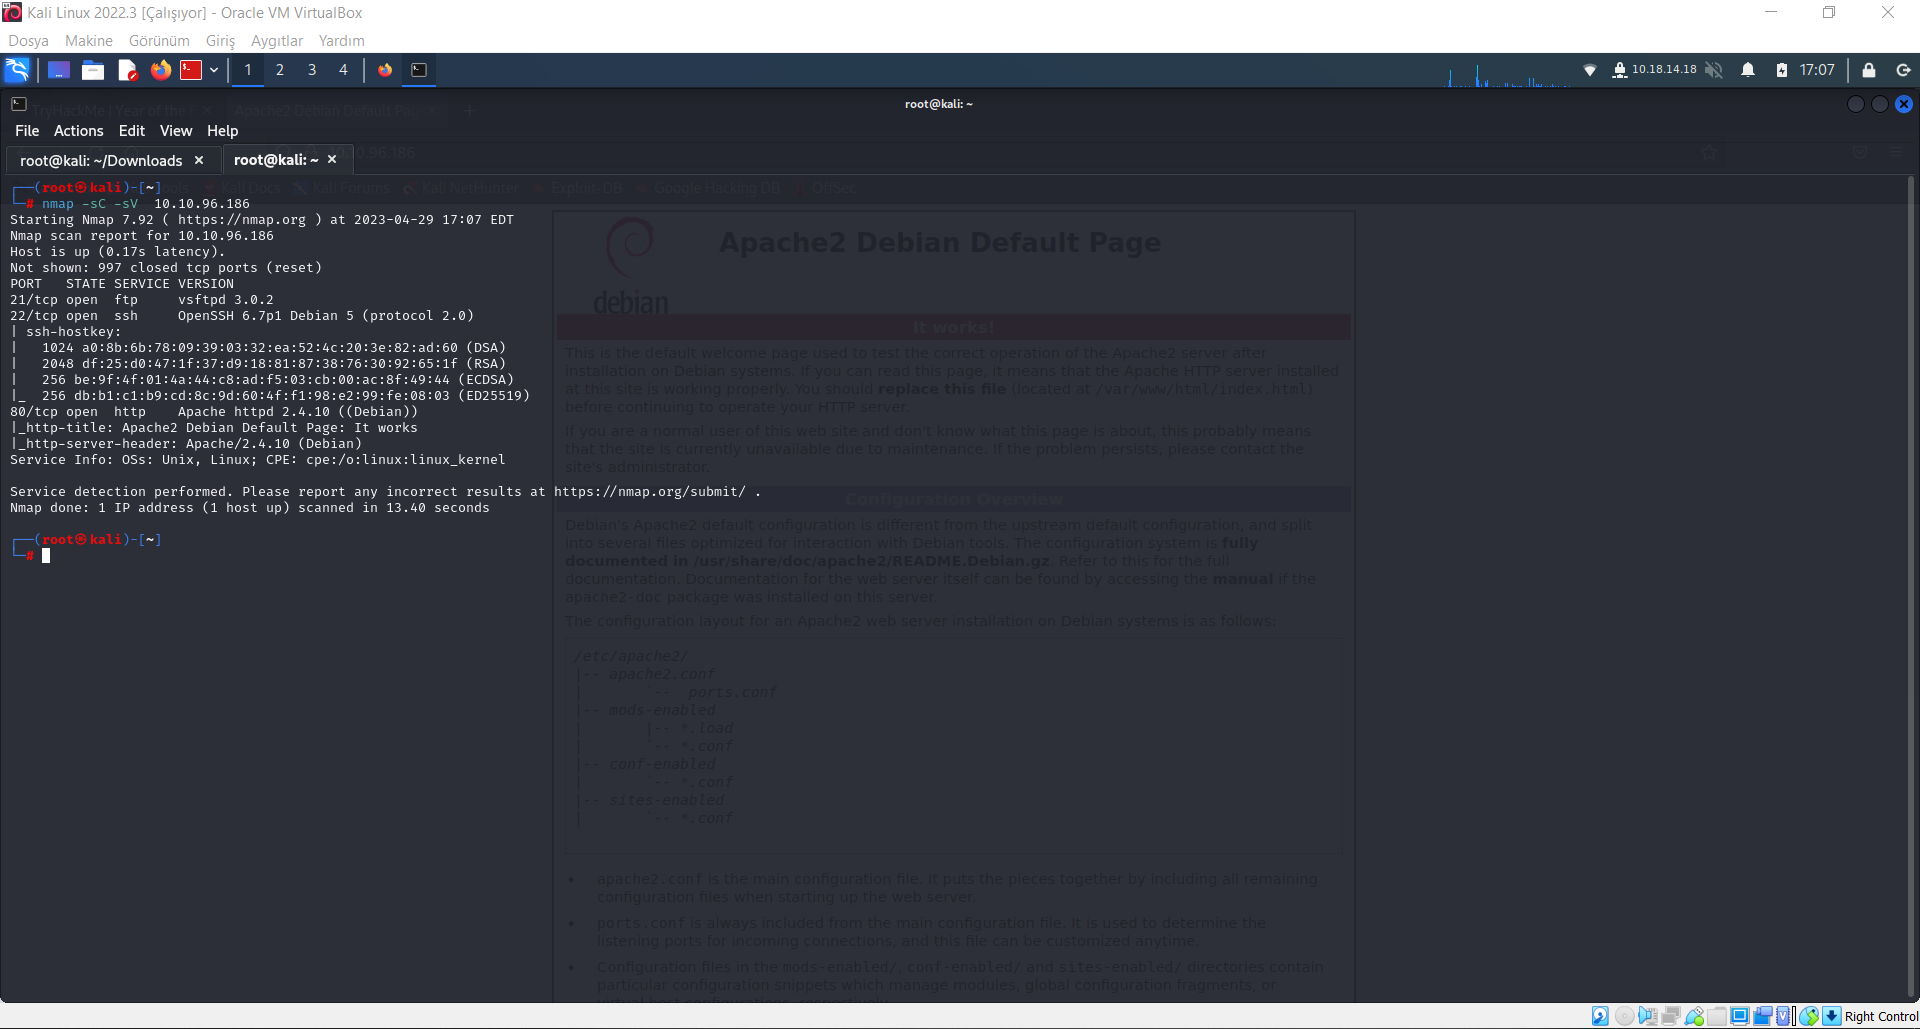 Kali Linux 2022.3 [Çalışıyor] - Oracle VM VirtualBox
Dosya Makine Görünüm Giriş Aygıtlar Yardım
1 2 3 4 10.18.14.18 17:07
TryHackMe | Year of the
Apache2 Debian Default Pa
root@kali: ~
File Actions Edit View Help
root@kali: ~/Downloads × root@kali: ~ ×
.96.186
Kali Docs Kali Forums Kali NetHunter Exploit-DB Google Hacking DB OffSec
┌──(root㉿kali)-[~]
└─# nmap -sC -sV  10.10.96.186
Starting Nmap 7.92 ( https://nmap.org ) at 2023-04-29 17:07 EDT
Nmap scan report for 10.10.96.186
Host is up (0.17s latency).
Not shown: 997 closed tcp ports (reset)
PORT   STATE SERVICE VERSION
21/tcp open  ftp     vsftpd 3.0.2
22/tcp open  ssh     OpenSSH 6.7p1 Debian 5 (protocol 2.0)
| ssh-hostkey:
|   1024 a0:8b:6b:78:09:39:03:32:ea:52:4c:20:3e:82:ad:60 (DSA)
|   2048 df:25:d0:47:1f:37:d9:18:81:87:38:76:30:92:65:1f (RSA)
|   256 be:9f:4f:01:4a:44:c8:ad:f5:03:cb:00:ac:8f:49:44 (ECDSA)
|_  256 db:b1:c1:b9:cd:8c:9d:60:4f:f1:98:e2:99:fe:08:03 (ED25519)
80/tcp open  http    Apache httpd 2.4.10 ((Debian))
|_http-title: Apache2 Debian Default Page: It works
|_http-server-header: Apache/2.4.10 (Debian)
Service Info: OSs: Unix, Linux; CPE: cpe:/o:linux:linux_kernel
Service detection performed. Please report any incorrect results at https://nmap.org/submit/ .
Nmap done: 1 IP address (1 host up) scanned in 13.40 seconds
┌──(root㉿kali)-[~]
└─#
Apache2 Debian Default Page
debian
It works!
This is the default welcome page used to test the correct operation of the Apache2 server after
installation on Debian systems. If you can read this page, it means that the Apache HTTP server installed
at this site is working properly. You should replace this file (located at /var/www/html/index.html)
before continuing to operate your HTTP server.
If you are a normal user of this web site and don't know what this page is about, this probably means
that the site is currently unavailable due to maintenance. If the problem persists, please contact the
site's administrator.
Configuration Overview
Debian's Apache2 default configuration is different from the upstream default configuration, and split
into several files optimized for interaction with Debian tools. The configuration system is fully
documented in /usr/share/doc/apache2/README.Debian.gz. Refer to this for the full
documentation. Documentation for the web server itself can be found by accessing the manual if the
apache2-doc package was installed on this server.
The configuration layout for an Apache2 web server installation on Debian systems is as follows:
/etc/apache2/
|-- apache2.conf
|       `--  ports.conf
|-- mods-enabled
|       |-- *.load
|       `-- *.conf
|-- conf-enabled
|       `-- *.conf
|-- sites-enabled
|       `-- *.conf
• apache2.conf is the main configuration file. It puts the pieces together by including all remaining
configuration files when starting up the web server.
• ports.conf is always included from the main configuration file. It is used to determine the
listening ports for incoming connections, and this file can be customized anytime.
• Configuration files in the mods-enabled/, conf-enabled/ and sites-enabled/ directories contain
particular configuration snippets which manage modules, global configuration fragments, or
virtual host configurations, respectively.
Right Control